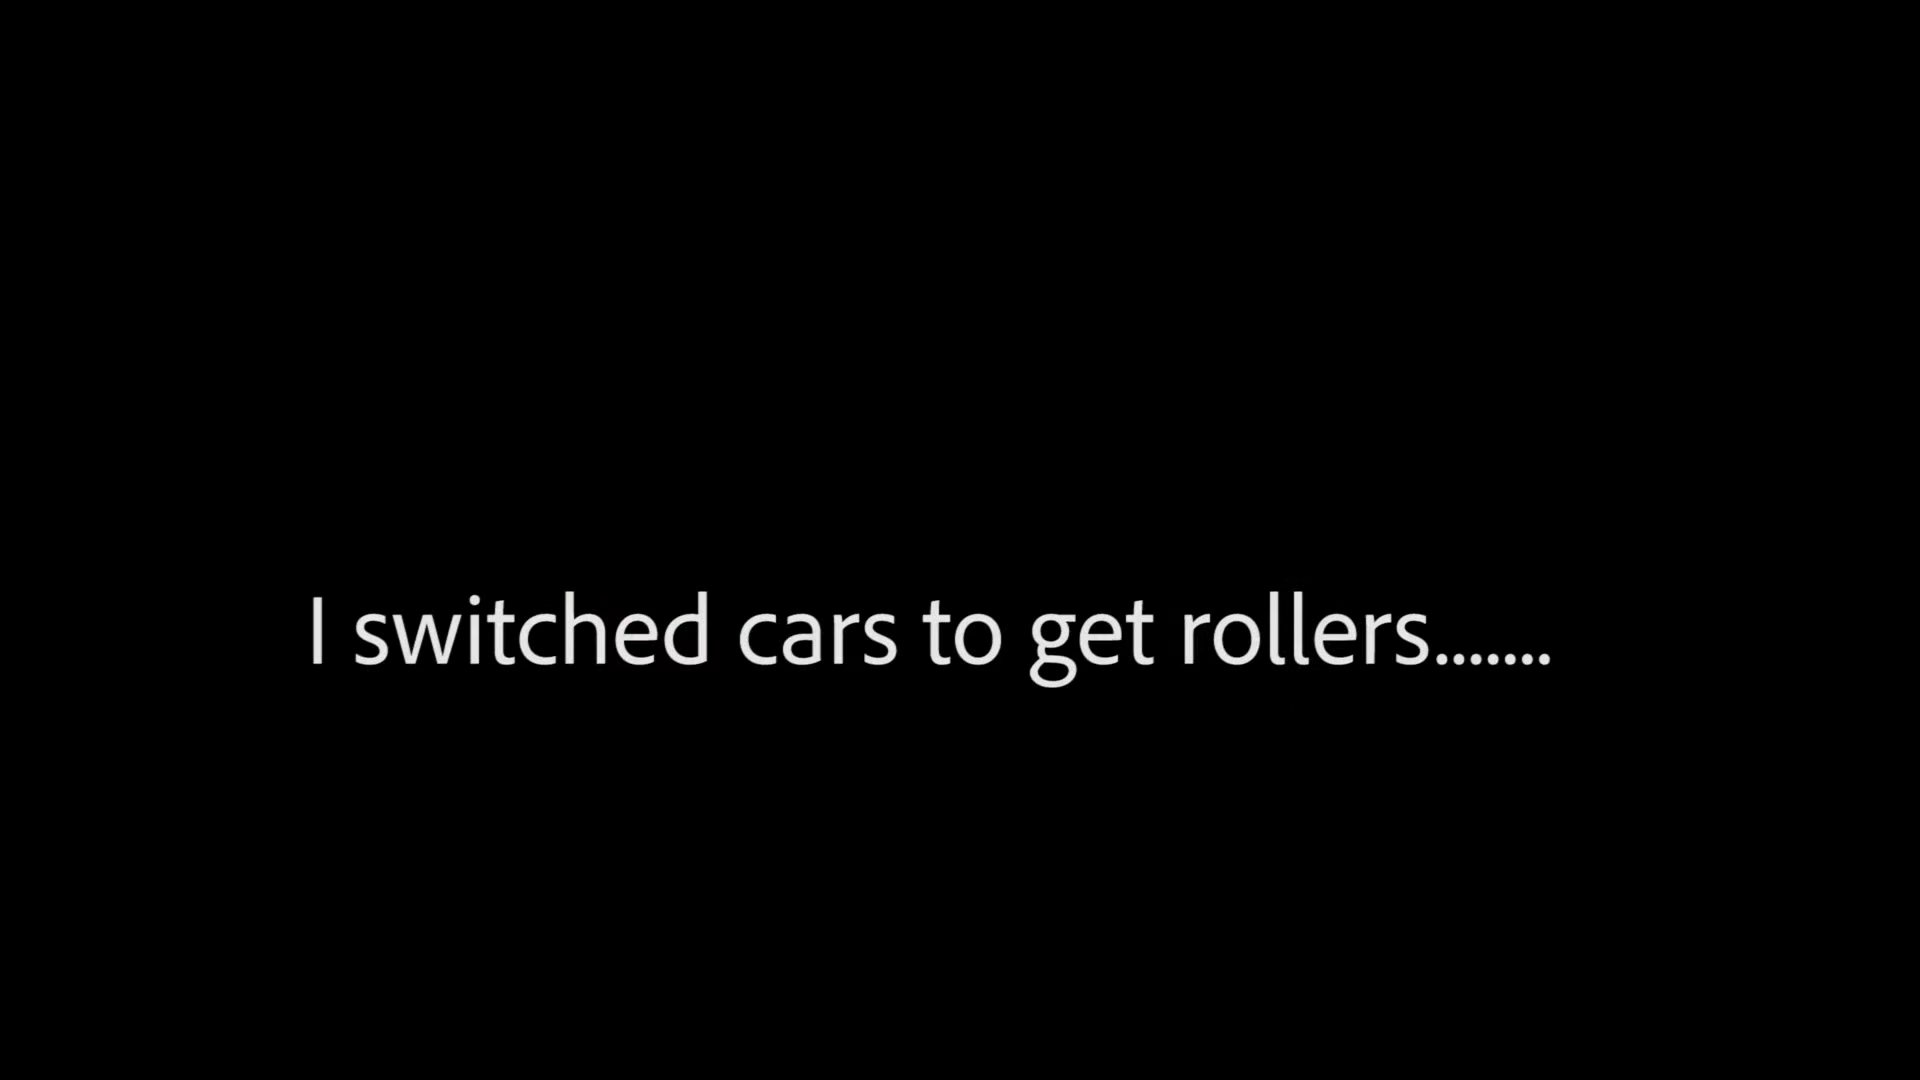 I switched cars to get rollers.......